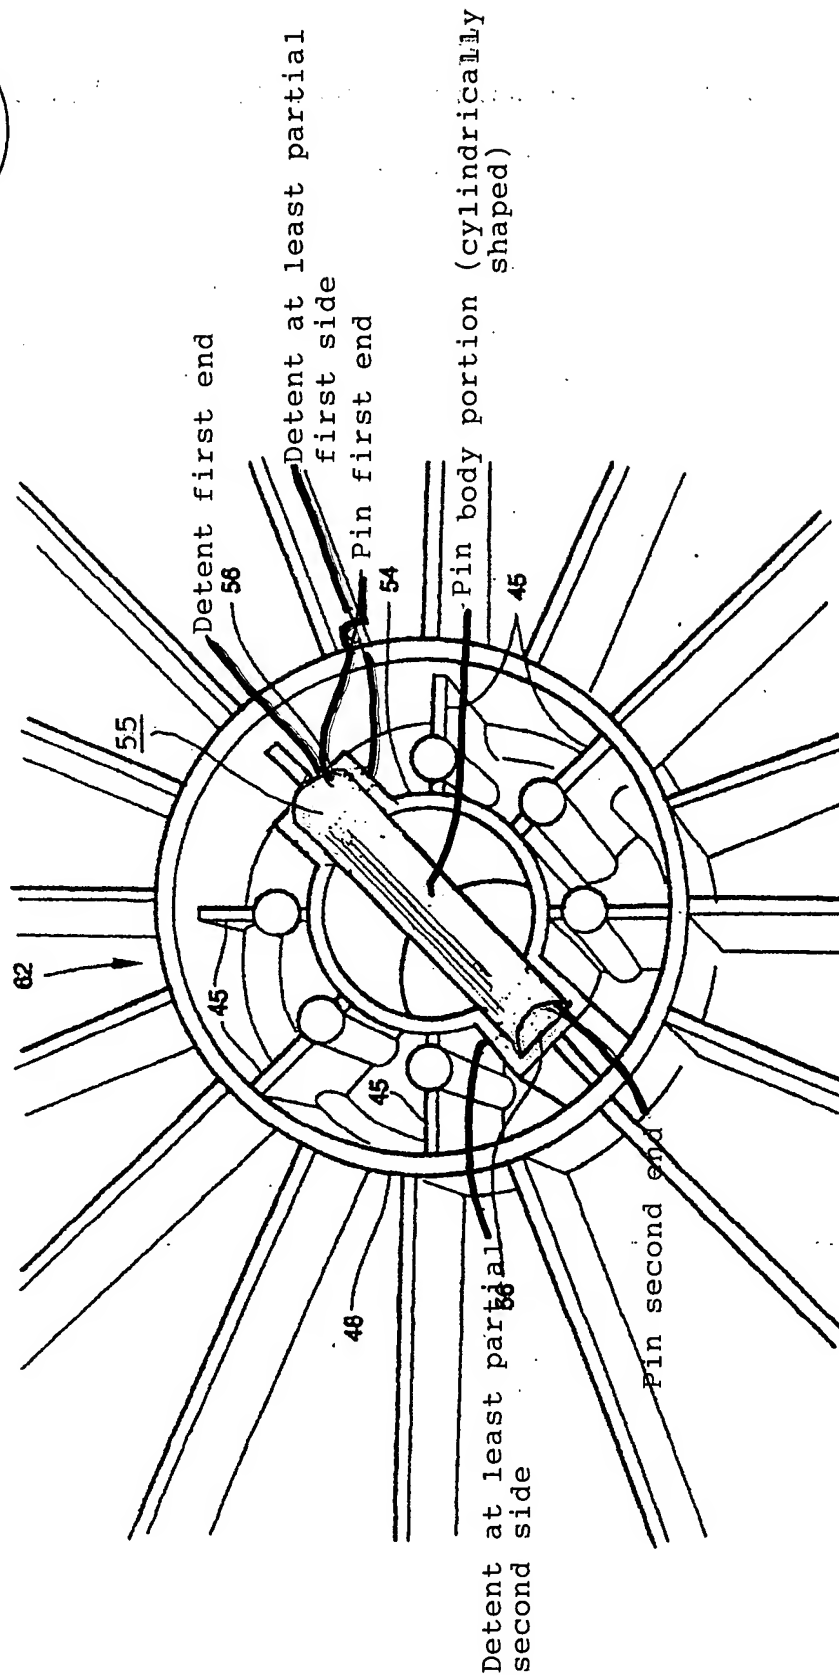 62
55
Detent first end
56
45
Detent at least partial
first side
Pin first end
48
45
54
Pin body portion (cylindrically
shaped)
45
Detent at least partial
second side
56
Pin second end